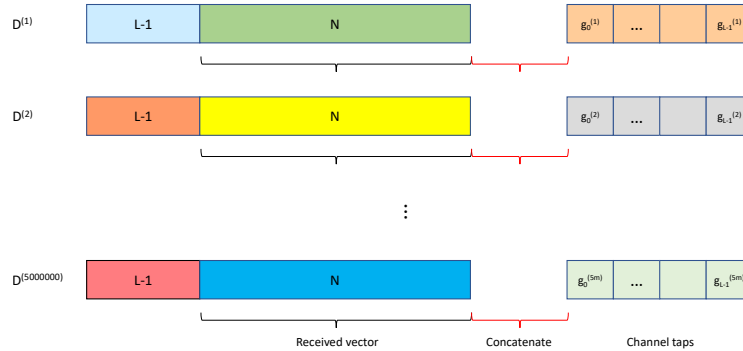 D(1) L-1 N g0(1) ... gL-1(1)
D(2) L-1 N g0(2) ... gL-1(2)
⋮
D(5000000) L-1 N g0(5m) ... gL-1(5m)
Received vector Concatenate Channel taps